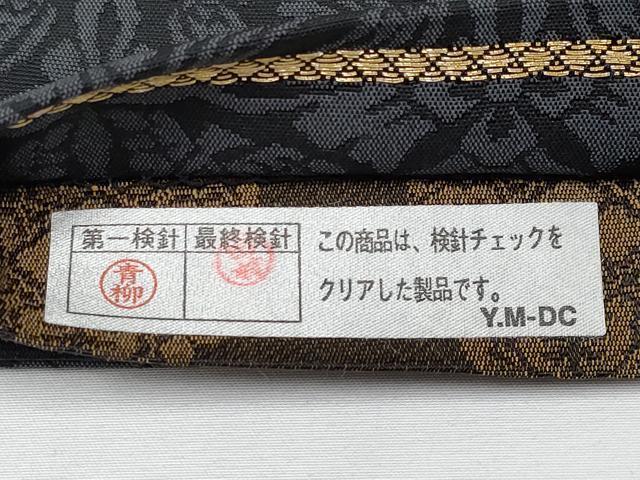 第一検針 最終検針
青柳
この商品は、検針チェックを
クリアした製品です。
Y.M-DC